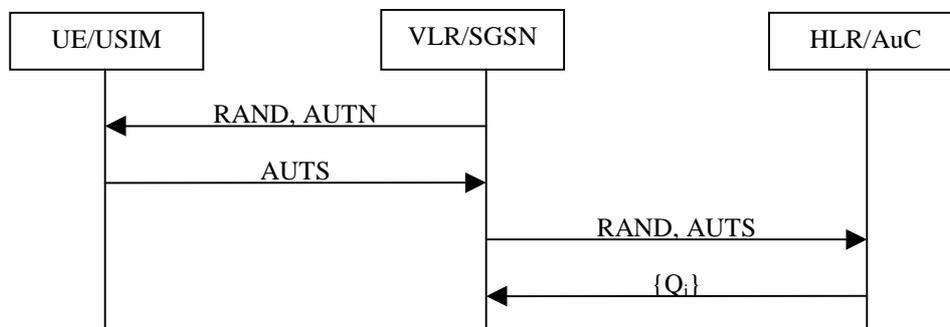 UE/USIM
VLR/SGSN
HLR/AuC
RAND, AUTN
AUTS
RAND, AUTS
{Qi}